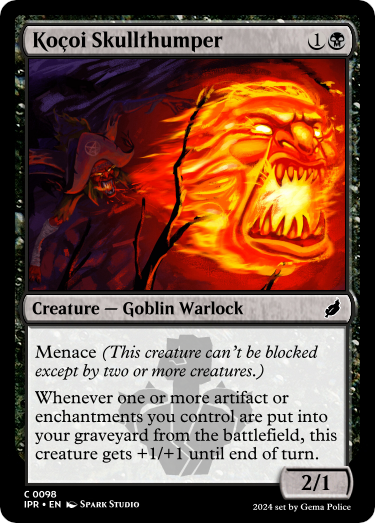 Koçoi Skullthumper 1
Creature — Goblin Warlock
Menace (This creature can't be blocked
except by two or more creatures.)
Whenever one or more artifact or
enchantments you control are put into
your graveyard from the battlefield, this
creature gets +1/+1 until end of turn.
2/1
C 0098
IPR • EN Spark Studio
2024 set by Gema Police